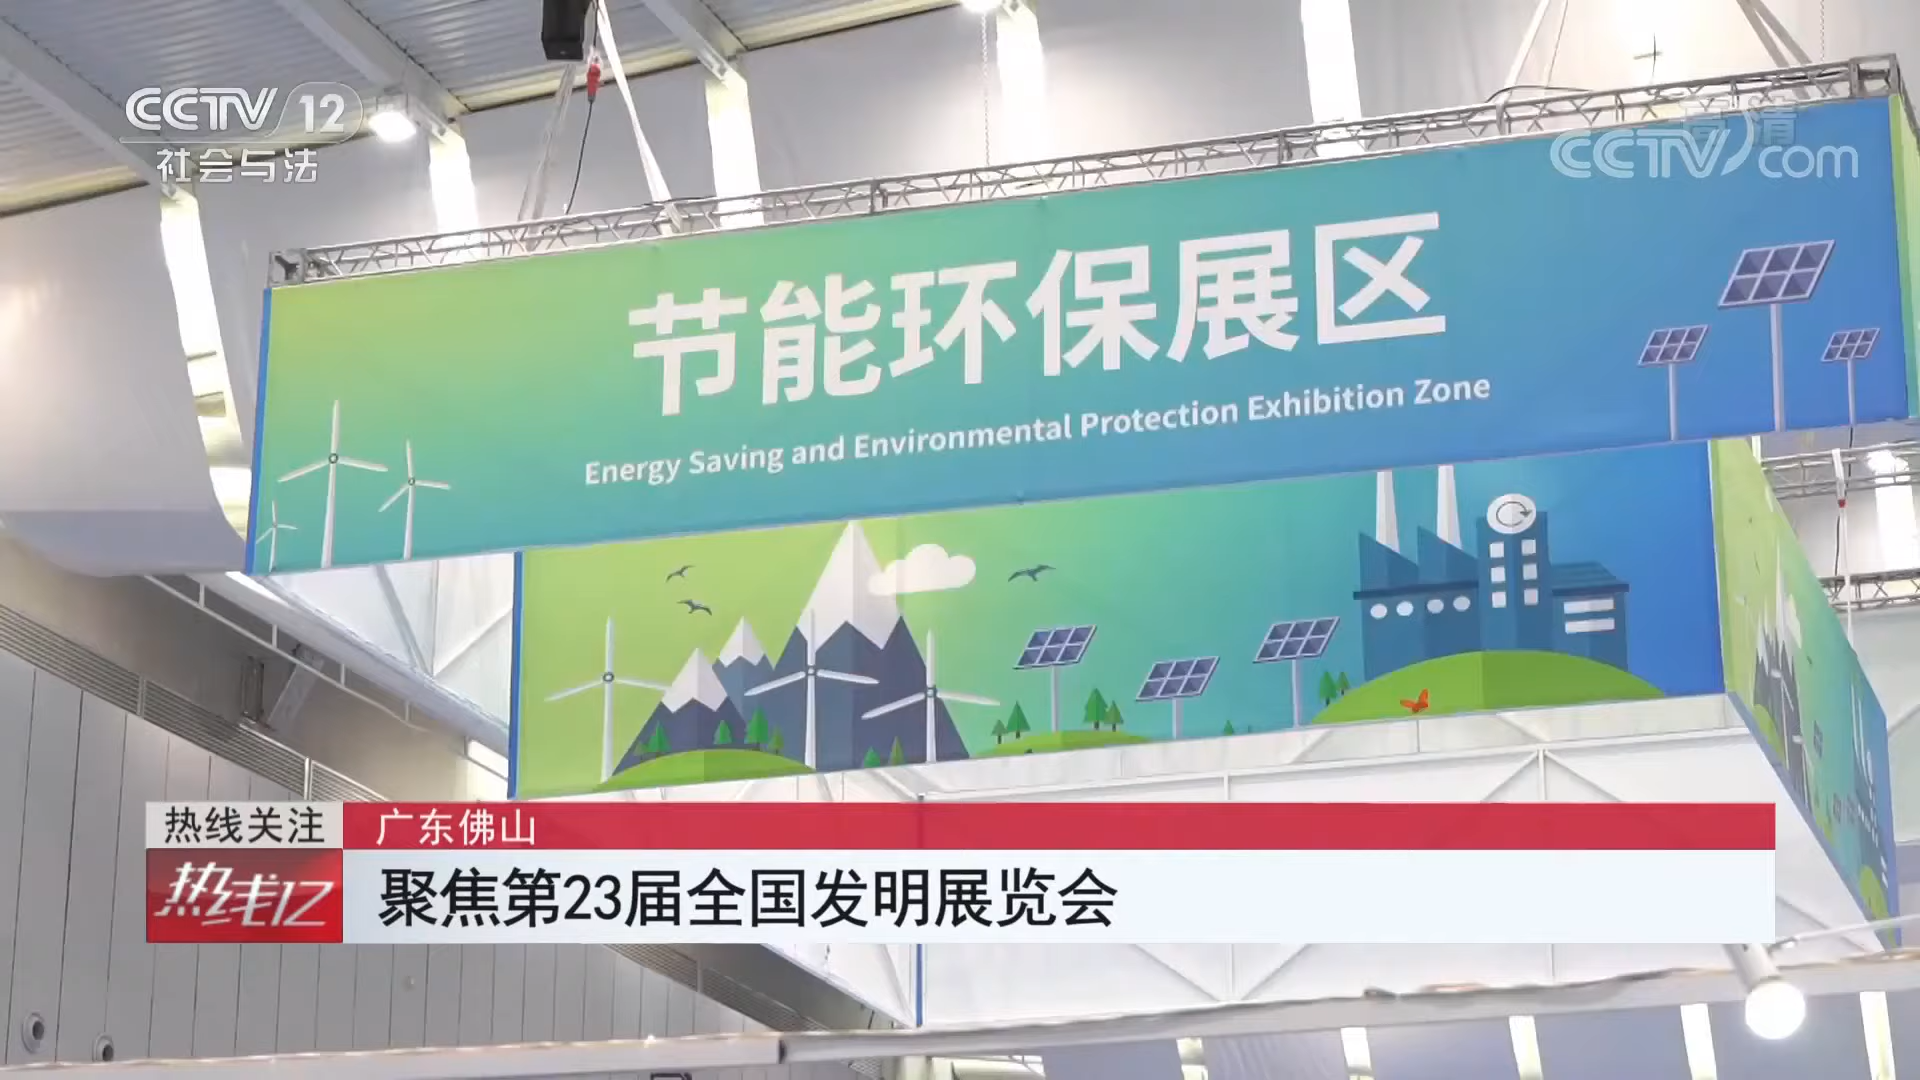 CCTV 12
社会与法
高清
CCTV com
节能环保展区
Energy Saving and Environmental Protection Exhibition Zone
热线关注
广东佛山
热线12
聚焦第23届全国发明展览会